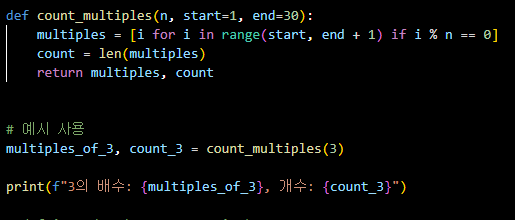 def count_multiples(n, start=1, end=30):
    multiples = [i for i in range(start, end + 1) if i % n == 0]
    count = len(multiples)
    return multiples, count
# 예시 사용
multiples_of_3, count_3 = count_multiples(3)
print(f"3의 배수: {multiples_of_3}, 개수: {count_3}")